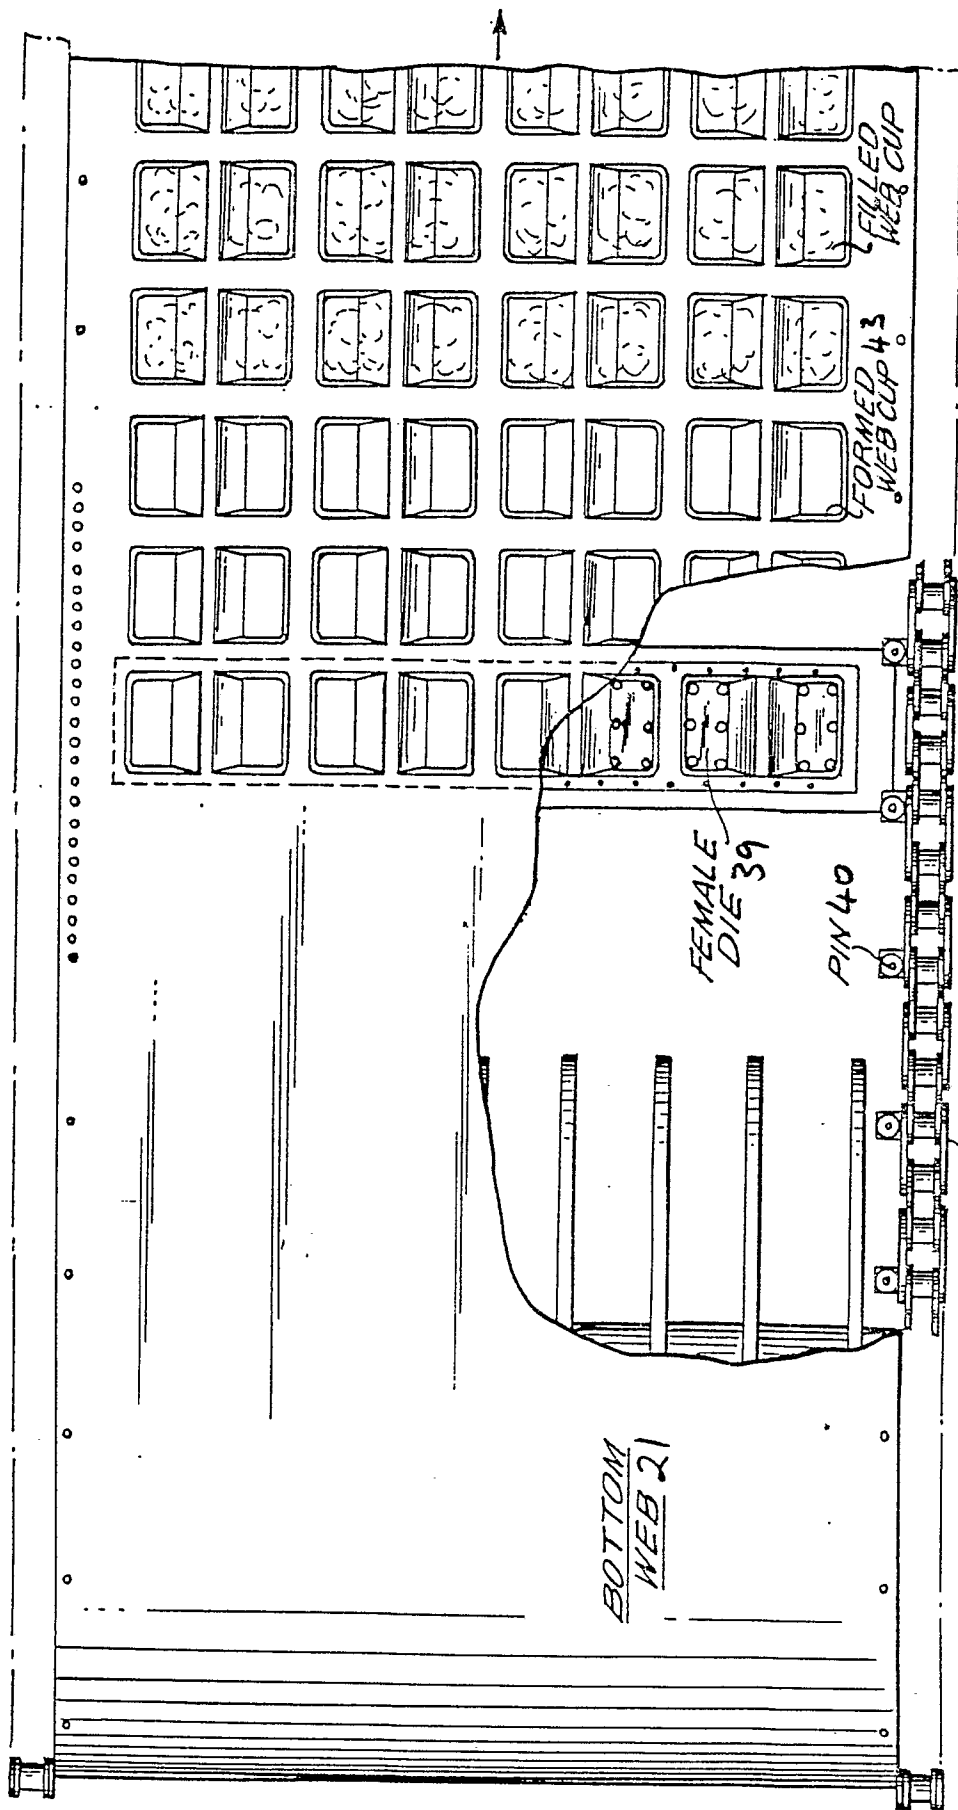 FILLED
WEB CUP
FORMED
WEB CUP 43
FEMALE
DIE 39
PIN 40
BOTTOM
WEB 21